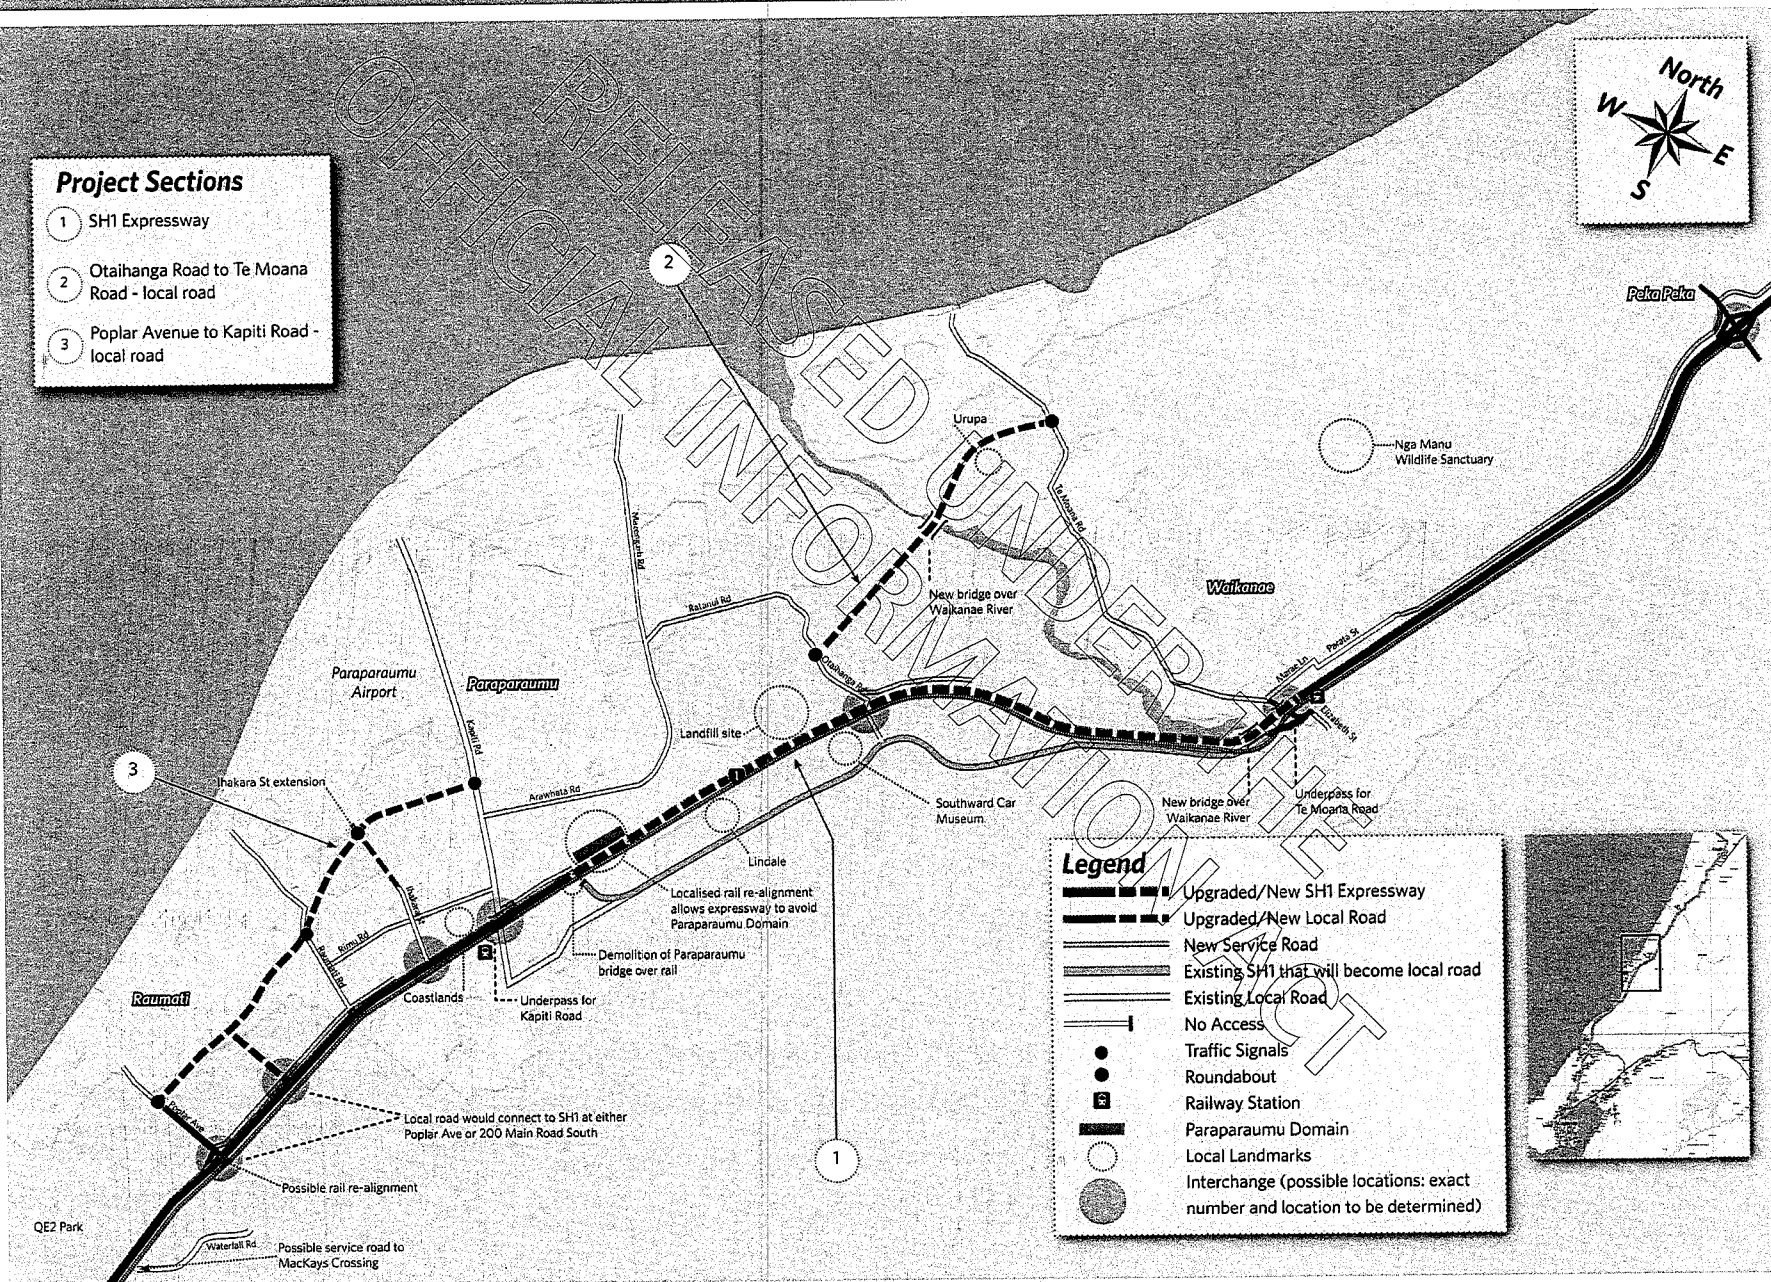 Project Sections
1 SH1 Expressway
2 Otaihanga Road to Te Moana
Road - local road
3 Poplar Avenue to Kapiti Road -
local road
North
W
E
S
RELEASED UNDER THE
OFFICIAL INFORMATION ACT
2
Peka Peka
Urupa
Nga Manu
Wildlife Sanctuary
Te Moana Rd
Mazengarb Rd
New bridge over
Waikanae River
Waikanae
Ratanui Rd
Parata St
Marae Ln
Elizabeth St
Otaihanga Rd
Paraparaumu
Airport
Paraparaumu
Kapiti Rd
Landfill site
3
Ihakara St extension
Arawhata Rd
Southward Car
Museum
New bridge over
Waikanae River
Underpass for
Te Moana Road
Lindale
Localised rail re-alignment
allows expressway to avoid
Paraparaumu Domain
Ihakara St
Rimu Rd
Raumati Rd
Demolition of Paraparaumu
bridge over rail
Raumati
Coastlands
Underpass for
Kapiti Road
Poplar Ave
Local road would connect to SH1 at either
Poplar Ave or 200 Main Road South
1
Possible rail re-alignment
QE2 Park
Waterfall Rd
Possible service road to
MacKays Crossing
Legend
Upgraded/New SH1 Expressway
Upgraded/New Local Road
New Service Road
Existing SH1 that will become local road
Existing Local Road
No Access
Traffic Signals
Roundabout
Railway Station
Paraparaumu Domain
Local Landmarks
Interchange (possible locations: exact
number and location to be determined)